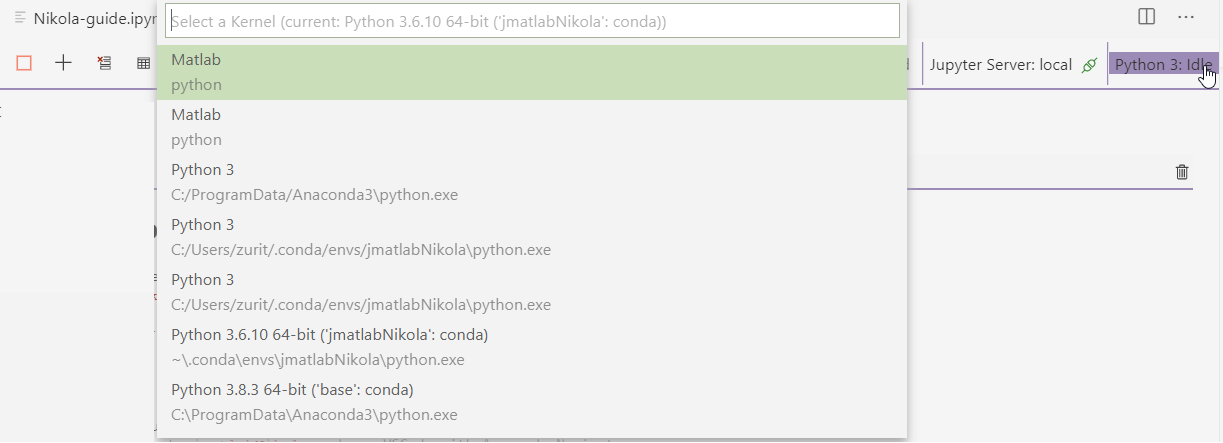 Nikola-guide.ipyn
Select a Kernel (current: Python 3.6.10 64-bit ('jmatlabNikola': conda))
Jupyter Server: local
Python 3: Idle
Matlab
python
Matlab
python
Python 3
C:/ProgramData/Anaconda3\python.exe
Python 3
C:/Users/zurit/.conda/envs/jmatlabNikola\python.exe
Python 3
C:/Users/zurit/.conda/envs/jmatlabNikola\python.exe
Python 3.6.10 64-bit ('jmatlabNikola': conda)
~\.conda\envs\jmatlabNikola\python.exe
Python 3.8.3 64-bit ('base': conda)
C:\ProgramData\Anaconda3\python.exe